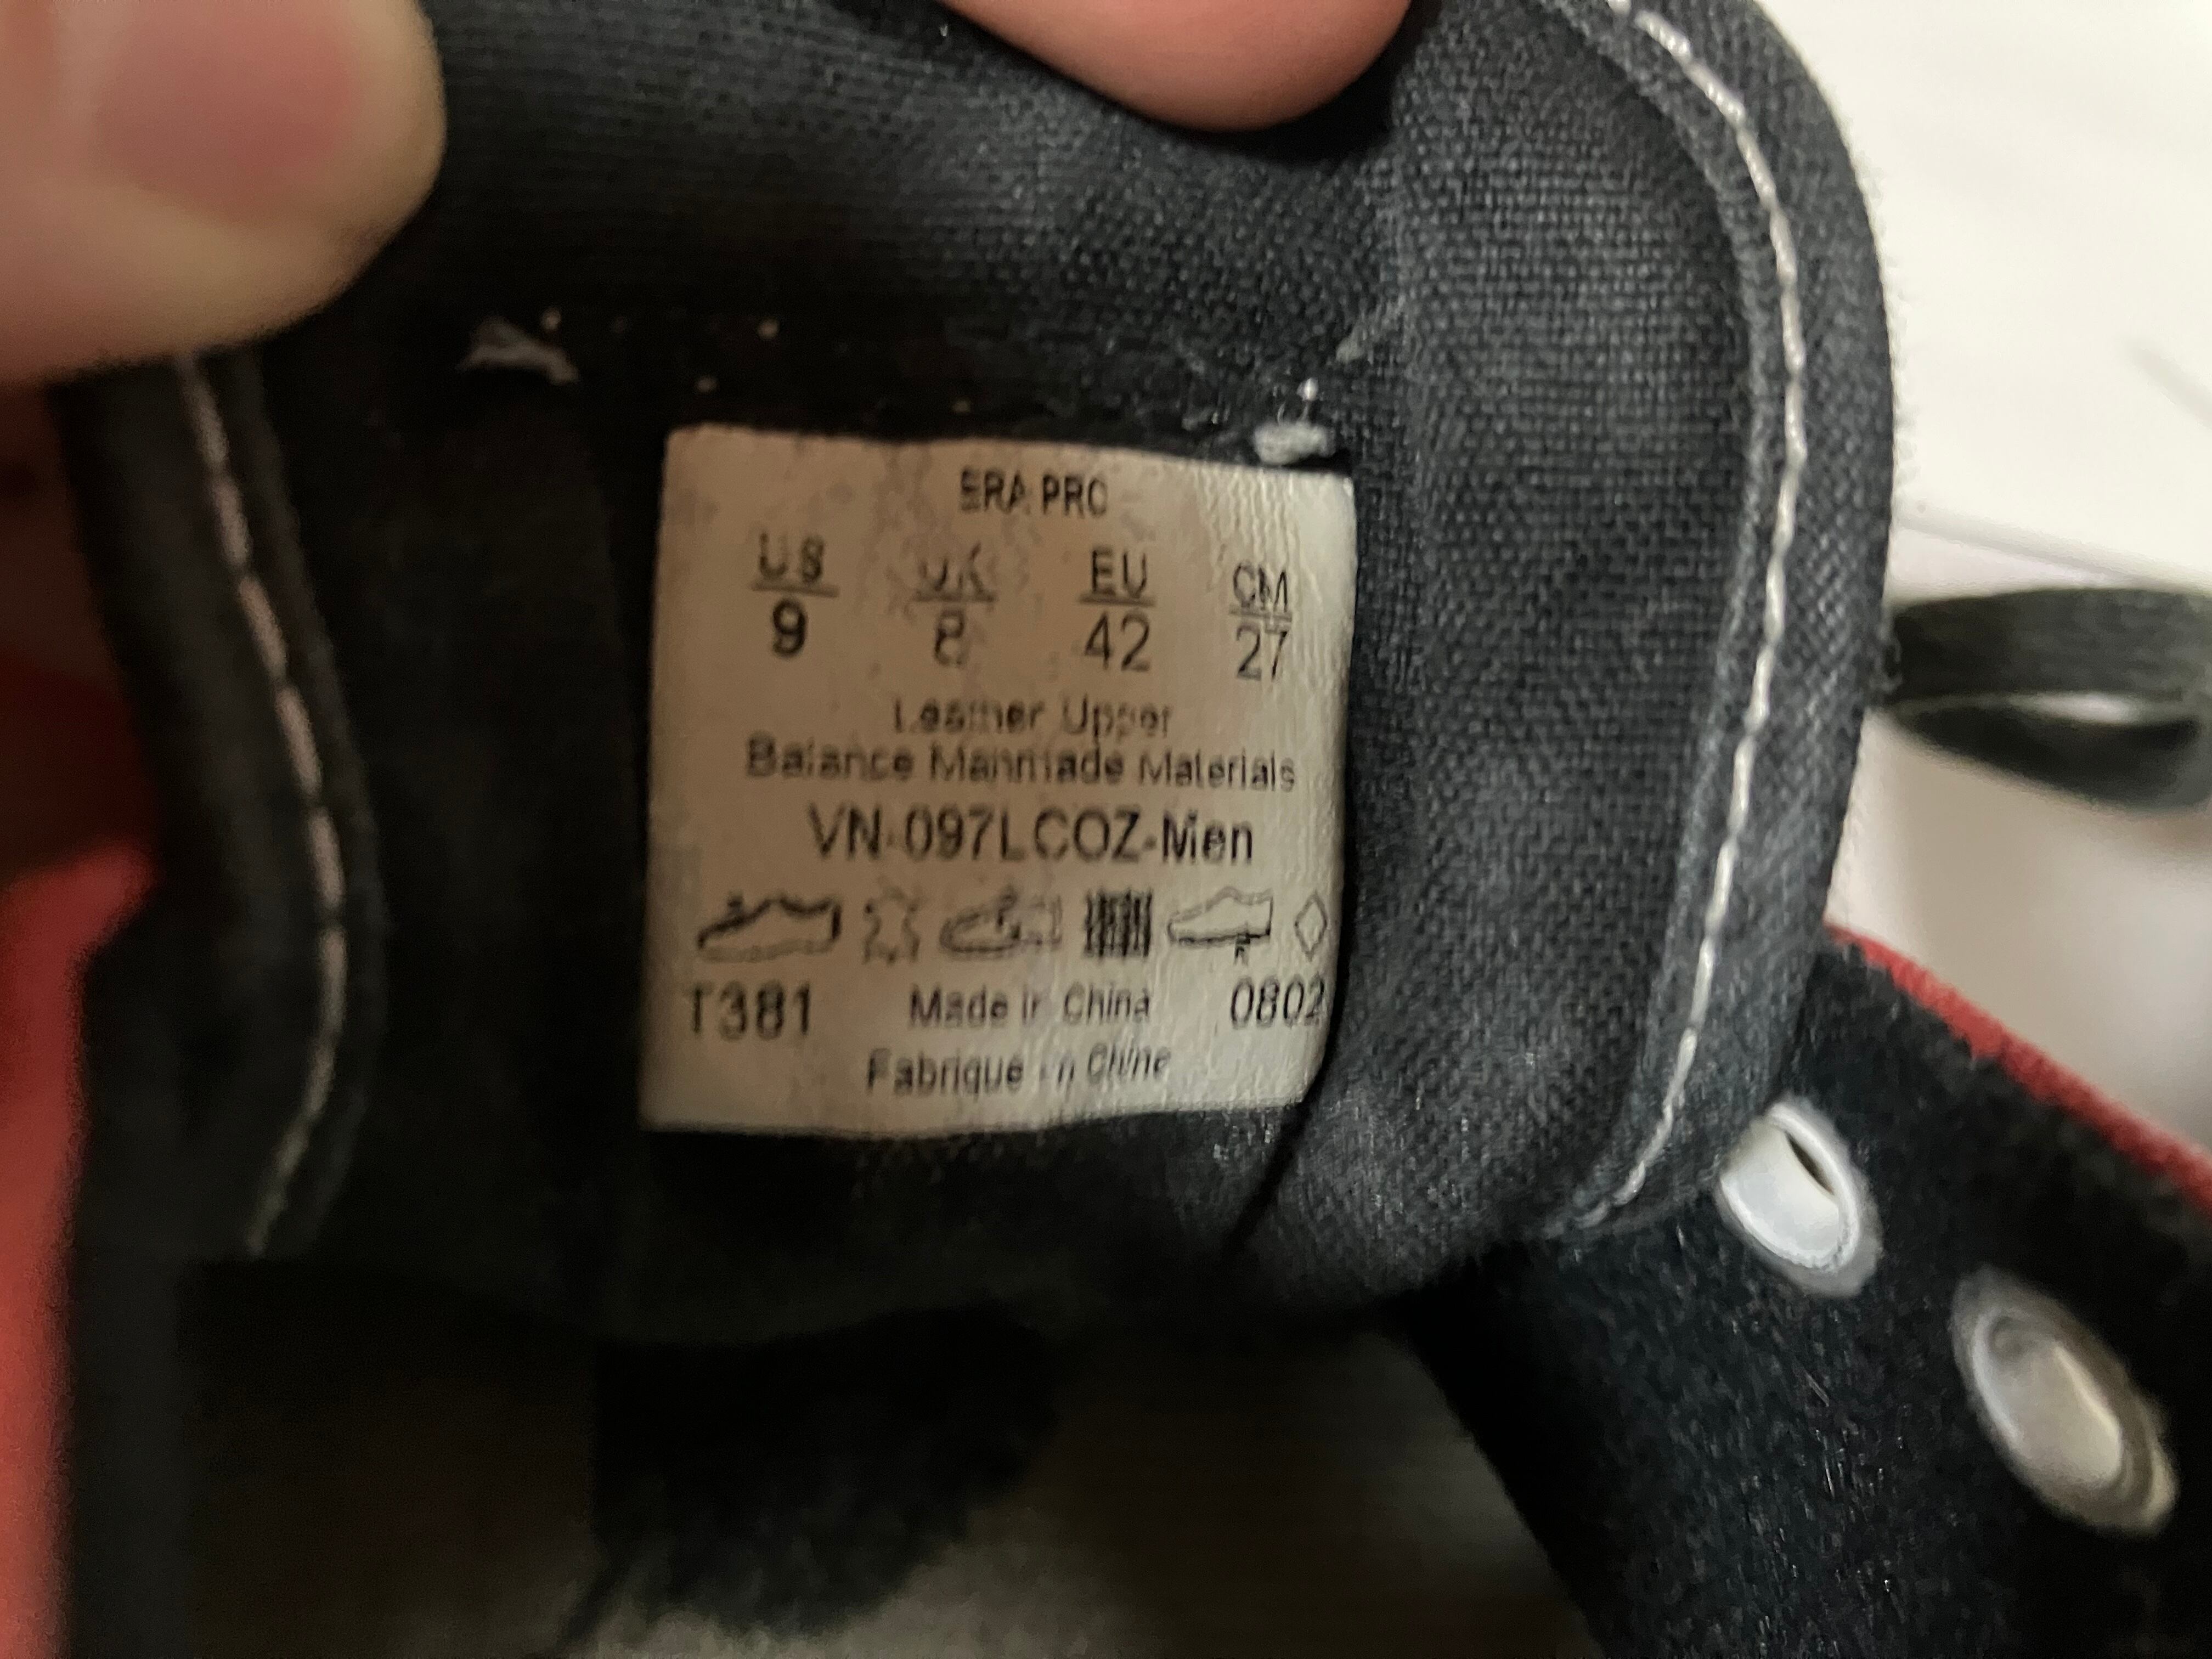 ERA PRO
US UK EU CM
9 8 42 27
Leather Upper
Balance Manmade Materials
VN-097LCOZ-Men
R
T381 Made in China 0802
Fabriqué en Chine